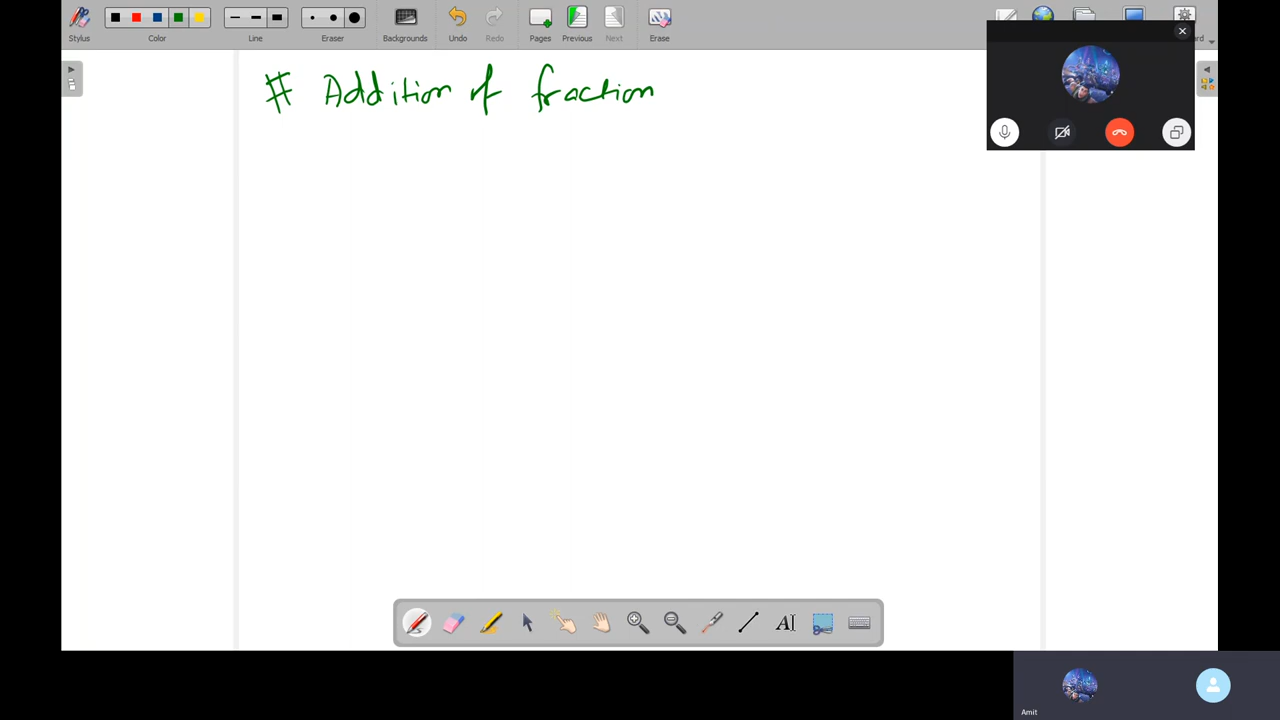 Stylus Color Line Eraser Backgrounds Undo Redo Pages Previous Next Erase
# Addition of fraction
Amit